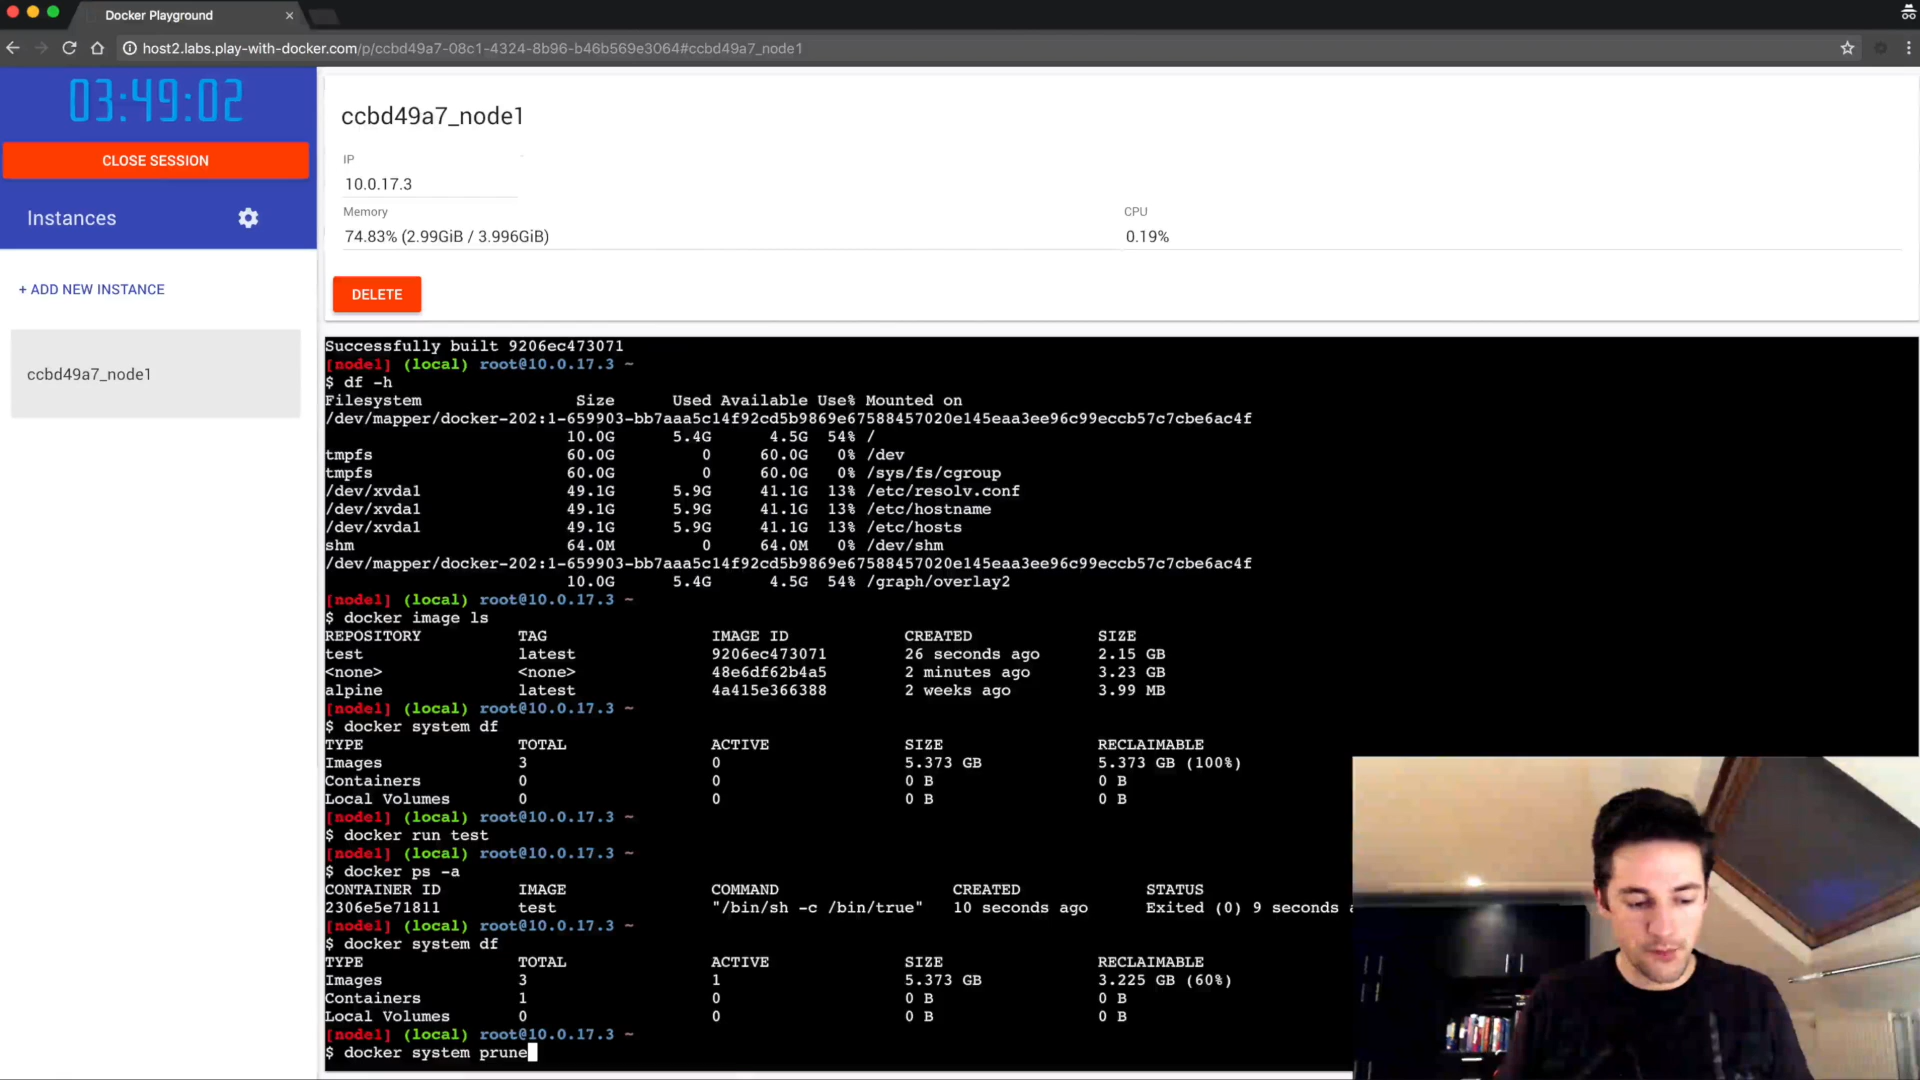 Docker Playground
host2.labs.play-with-docker.com/p/ccbd49a7-08c1-4324-8b96-b46b569e3064#ccbd49a7_node1
03:49:02
CLOSE SESSION
Instances
+ ADD NEW INSTANCE
ccbd49a7_node1
ccbd49a7_node1
IP
10.0.17.3
Memory CPU
74.83% (2.99GiB / 3.996GiB) 0.19%
DELETE
Successfully built 9206ec473071
[node1] (local) root@10.0.17.3 ~
$ df -h
Filesystem Size Used Available Use% Mounted on
/dev/mapper/docker-202:1-659903-bb7aaa5c14f92cd5b9869e67588457020e145eaa3ee96c99eccb57c7cbe6ac4f
10.0G 5.4G 4.5G 54% /
tmpfs 60.0G 0 60.0G 0% /dev
tmpfs 60.0G 0 60.0G 0% /sys/fs/cgroup
/dev/xvda1 49.1G 5.9G 41.1G 13% /etc/resolv.conf
/dev/xvda1 49.1G 5.9G 41.1G 13% /etc/hostname
/dev/xvda1 49.1G 5.9G 41.1G 13% /etc/hosts
shm 64.0M 0 64.0M 0% /dev/shm
/dev/mapper/docker-202:1-659903-bb7aaa5c14f92cd5b9869e67588457020e145eaa3ee96c99eccb57c7cbe6ac4f
10.0G 5.4G 4.5G 54% /graph/overlay2
[node1] (local) root@10.0.17.3 ~
$ docker image ls
REPOSITORY TAG IMAGE ID CREATED SIZE
test latest 9206ec473071 26 seconds ago 2.15 GB
<none> <none> 48e6df62b4a5 2 minutes ago 3.23 GB
alpine latest 4a415e366388 2 weeks ago 3.99 MB
[node1] (local) root@10.0.17.3 ~
$ docker system df
TYPE TOTAL ACTIVE SIZE RECLAIMABLE
Images 3 0 5.373 GB 5.373 GB (100%)
Containers 0 0 0 B 0 B
Local Volumes 0 0 0 B 0 B
[node1] (local) root@10.0.17.3 ~
$ docker run test
[node1] (local) root@10.0.17.3 ~
$ docker ps -a
CONTAINER ID IMAGE COMMAND CREATED STATUS
2306e5e71811 test "/bin/sh -c /bin/true" 10 seconds ago Exited (0) 9 seconds a
[node1] (local) root@10.0.17.3 ~
$ docker system df
TYPE TOTAL ACTIVE SIZE RECLAIMABLE
Images 3 1 5.373 GB 3.225 GB (60%)
Containers 1 0 0 B 0 B
Local Volumes 0 0 0 B 0 B
[node1] (local) root@10.0.17.3 ~
$ docker system prune